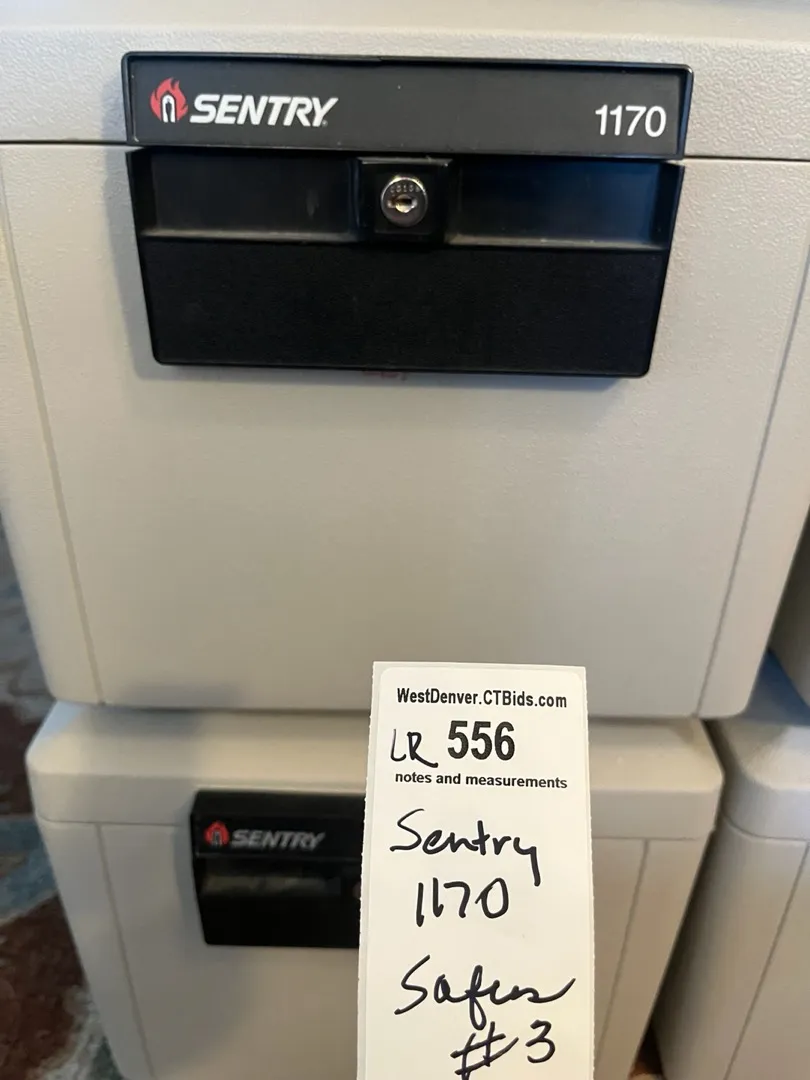 SENTRY 1170
WestDenver.CTBids.com
LR 556
notes and measurements
Sentry
1170
Safes
#3
SENTRY